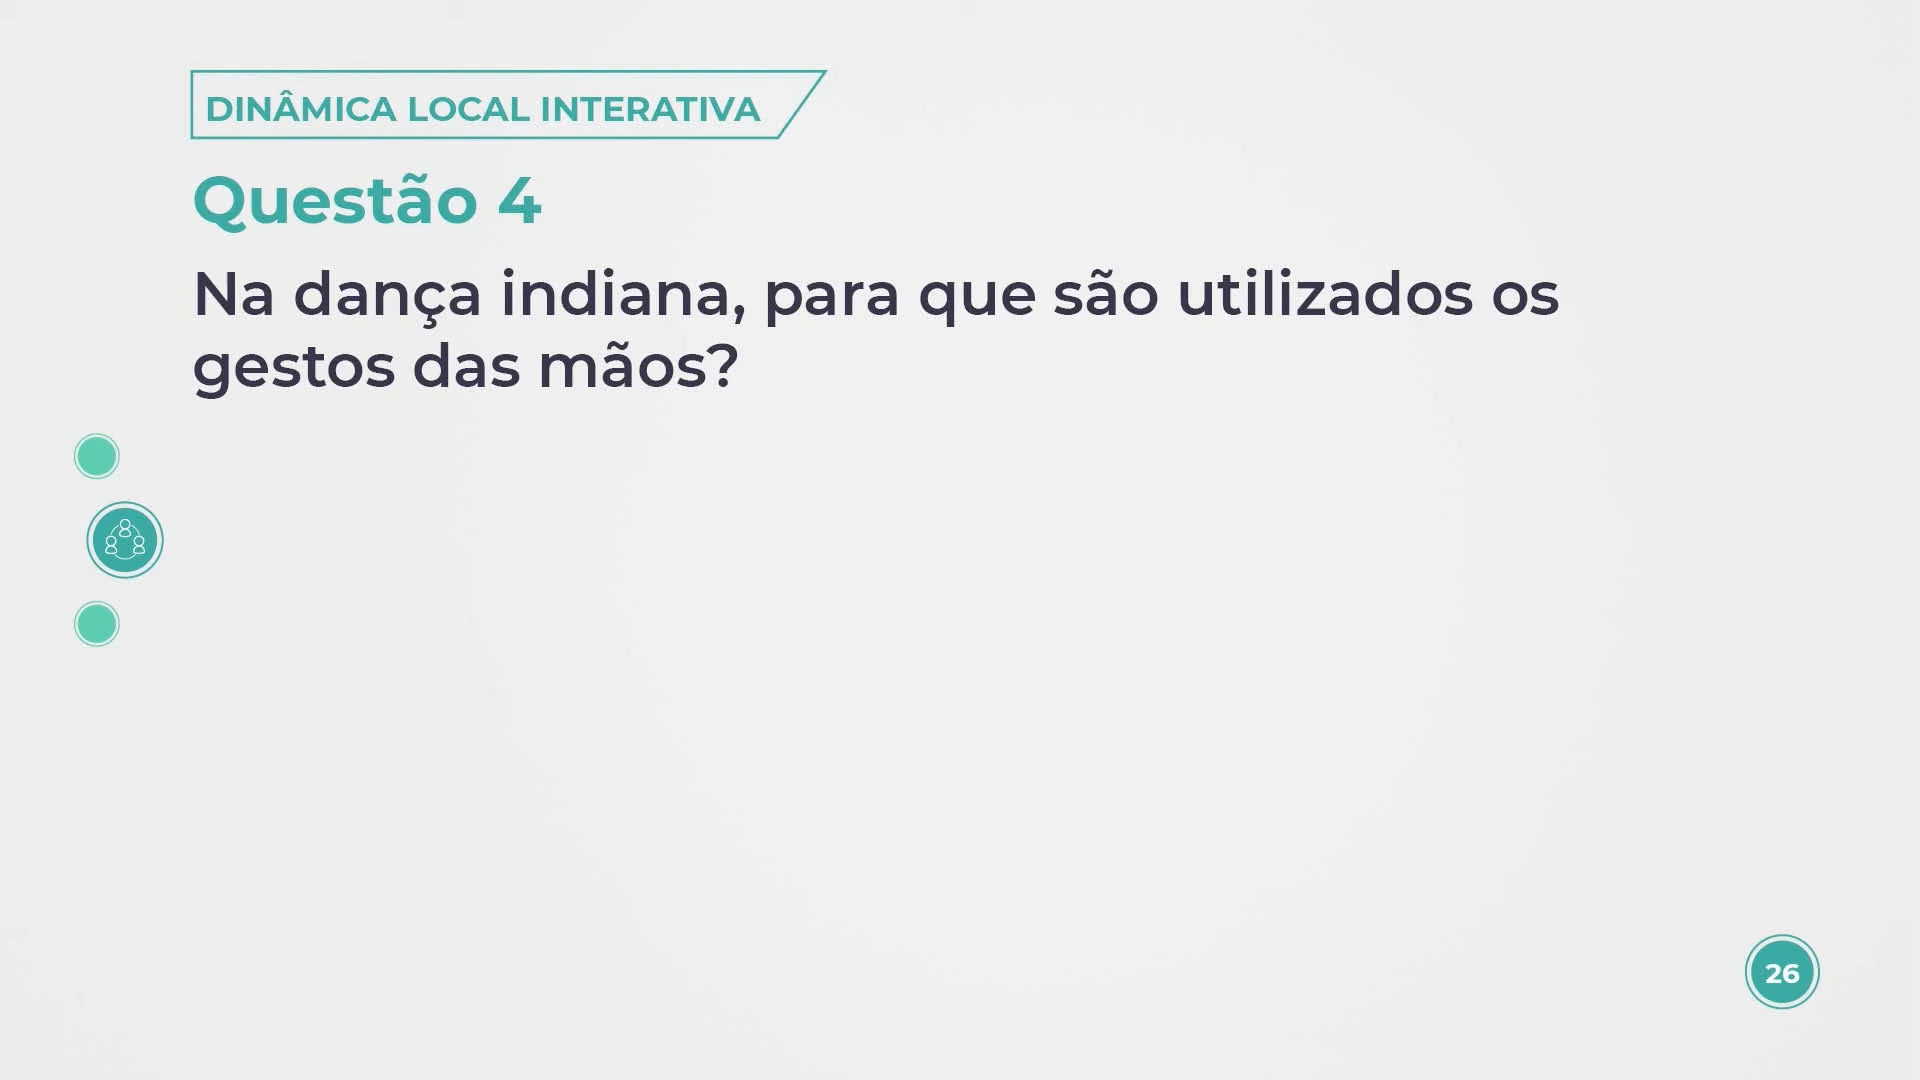 DINÂMICA LOCAL INTERATIVA
Questão 4
Na dança indiana, para que são utilizados os
gestos das mãos?
26